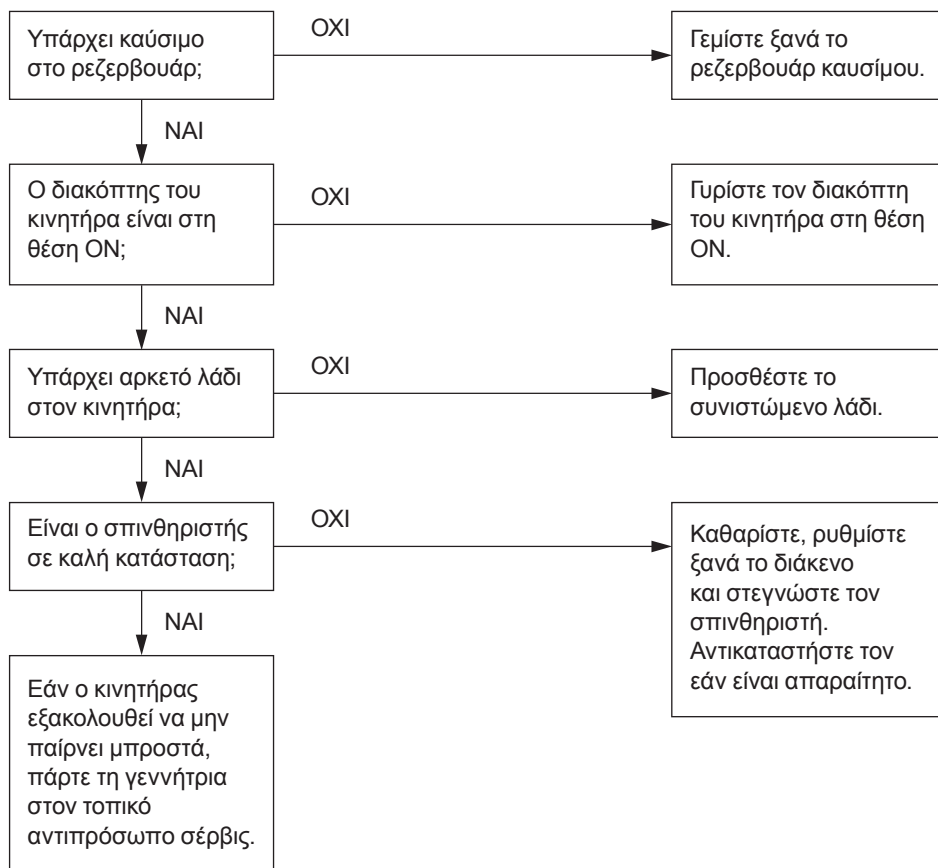 Υπάρχει καύσιμο
στο ρεζερβουάρ;
ΟΧΙ
Γεμίστε ξανά το
ρεζερβουάρ καυσίμου.
ΝΑΙ
Ο διακόπτης του
κινητήρα είναι στη
θέση ON;
ΟΧΙ
Γυρίστε τον διακόπτη
του κινητήρα στη θέση
ON.
ΝΑΙ
Υπάρχει αρκετό λάδι
στον κινητήρα;
ΟΧΙ
Προσθέστε το
συνιστώμενο λάδι.
ΝΑΙ
Είναι ο σπινθηριστής
σε καλή κατάσταση;
ΟΧΙ
Καθαρίστε, ρυθμίστε
ξανά το διάκενο
και στεγνώστε τον
σπινθηριστή.
Αντικαταστήστε τον
εάν είναι απαραίτητο.
ΝΑΙ
Εάν ο κινητήρας
εξακολουθεί να μην
παίρνει μπροστά,
πάρτε τη γεννήτρια
στον τοπικό
αντιπρόσωπο σέρβις.